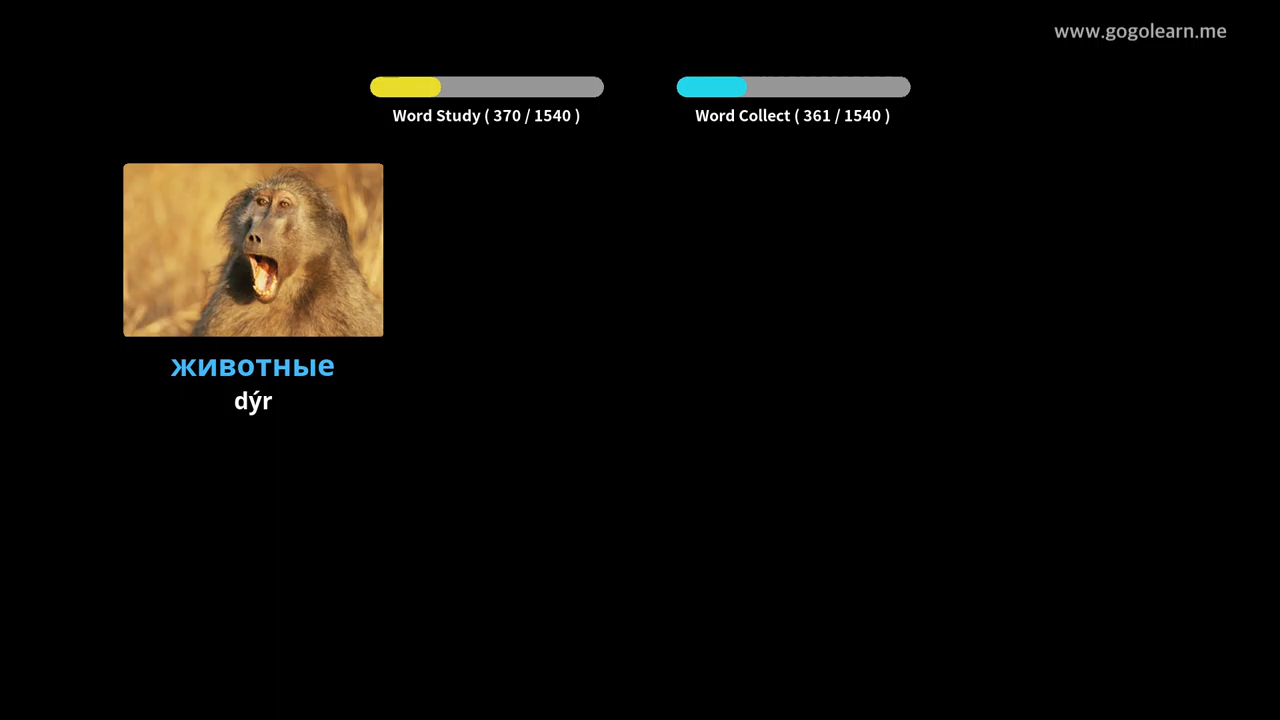 www.gogolearn.me
Word Study ( 370 / 1540 )
Word Collect ( 361 / 1540 )
животные
dýr